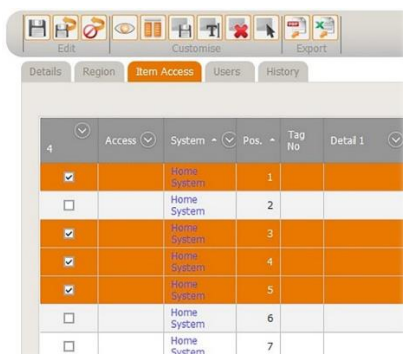 Edit Customise Export
Details Region Item Access Users History
4 Access System Pos. Tag No Detail 1
Home System 1
Home System 2
Home System 3
Home System 4
Home System 5
Home System 6
Home System 7